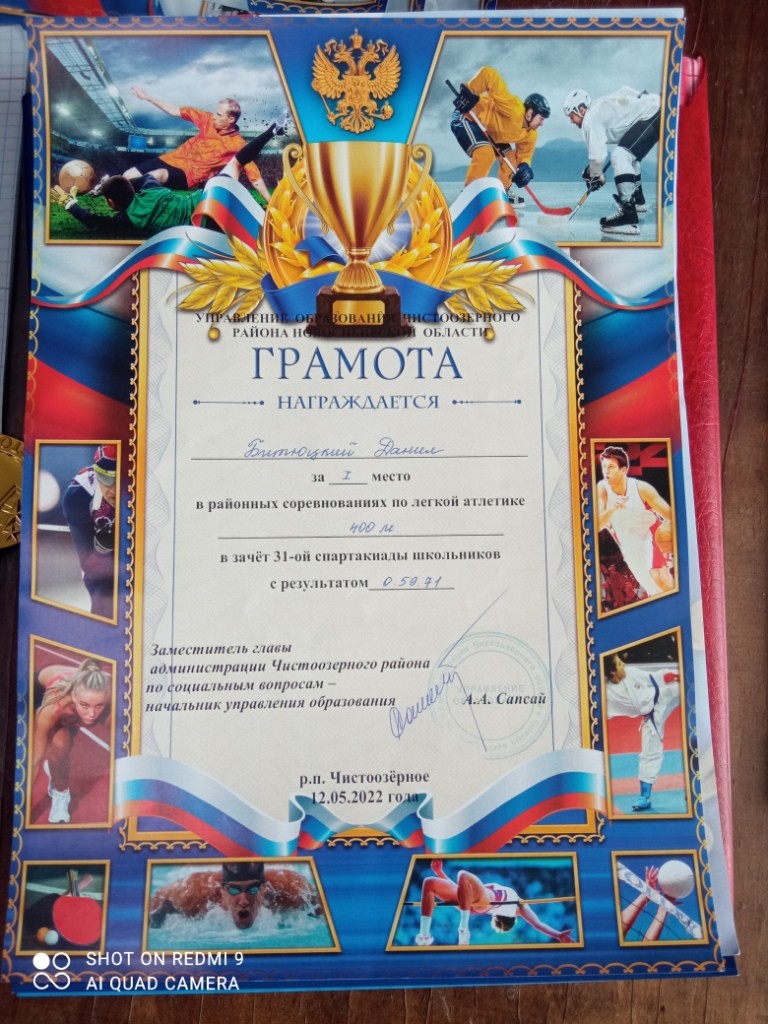 УПРАВЛЕНИЕ ОБРАЗОВАНИЯ ЧИСТООЗЕРНОГО
РАЙОНА НОВОСИБИРСКОЙ ОБЛАСТИ
ГРАМОТА
НАГРАЖДАЕТСЯ
Битюцкий Данил
за I место
в районных соревнованиях по легкой атлетике
400 м
в зачёт 31-ой спартакиады школьников
с результатом 0.59.71
Заместитель главы
администрации Чистоозерного района
по социальным вопросам –
начальник управления образования А.А. Сапсай
УПРАВЛЕНИЕ
р.п. Чистоозёрное
12.05.2022 года
SHOT ON REDMI 9
AI QUAD CAMERA